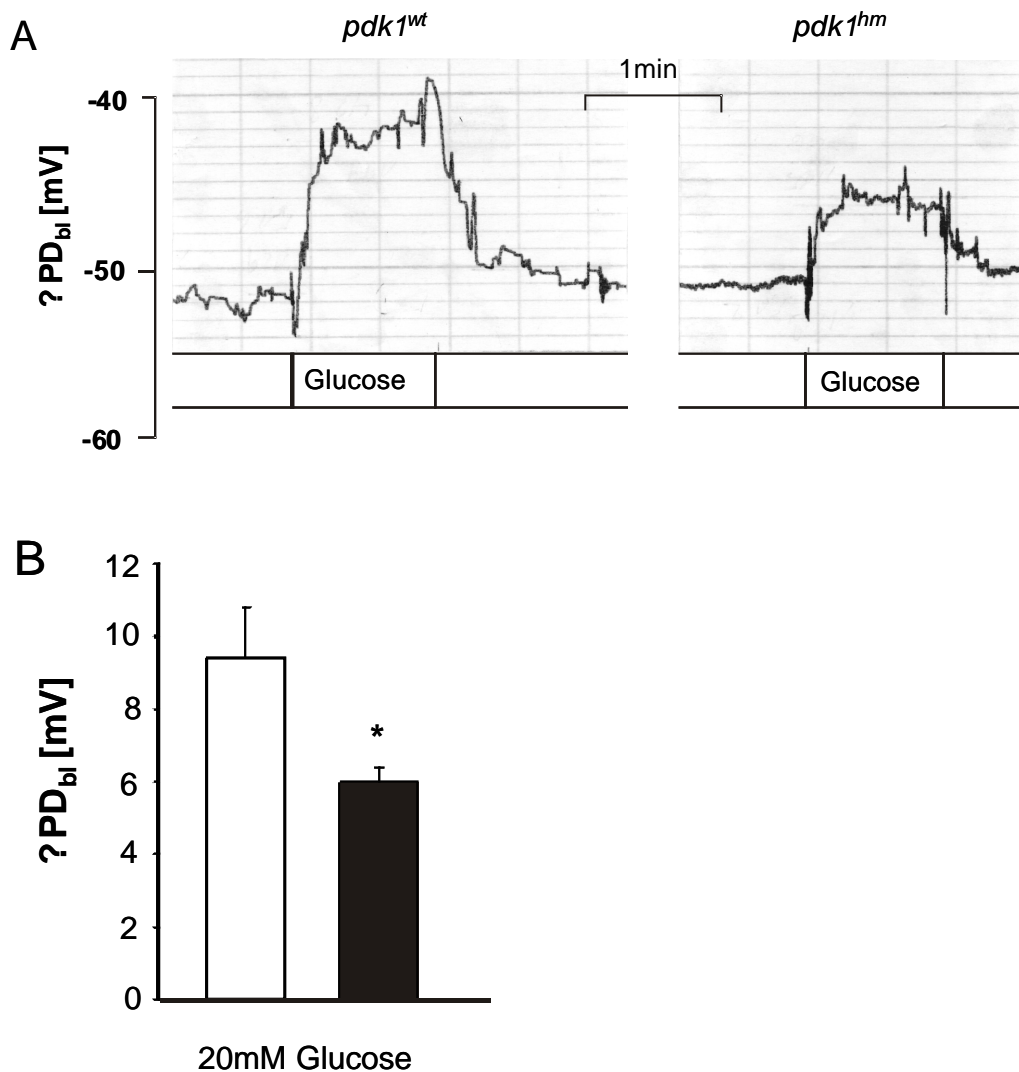 A
pdk1wt
pdk1hm
1min
-40
-50
-60
? PDbl [mV]
Glucose
Glucose
B
12
10
8
6
4
2
0
? PDbl [mV]
*
20mM Glucose